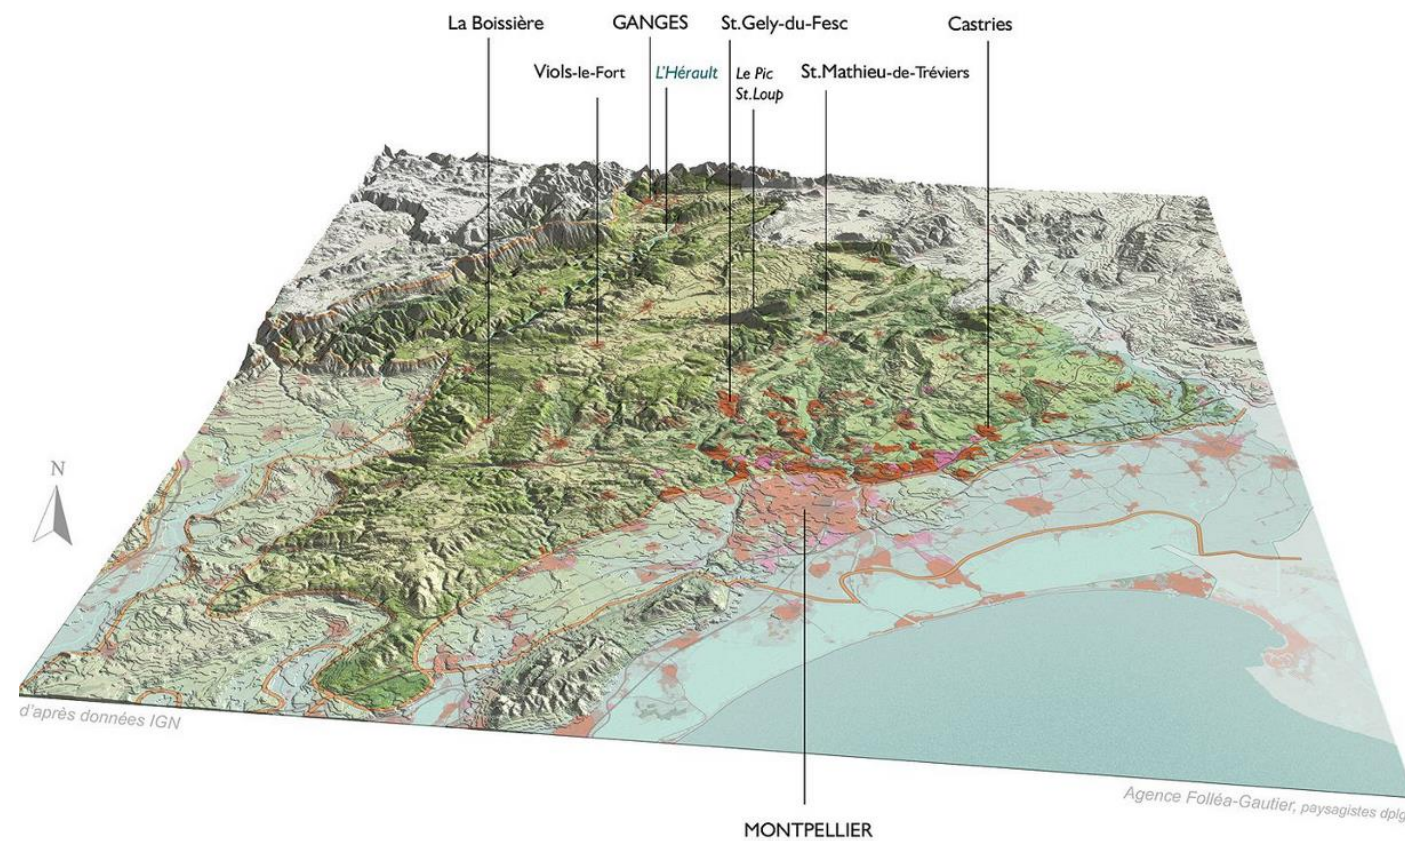 La Boissière
GANGES
St.Gely-du-Fesc
Castries
Viols-le-Fort
L'Hérault
Le Pic
St.Loup
St.Mathieu-de-Tréviers
N
d'après données IGN
Agence Folléa-Gautier, paysagistes dplg
MONTPELLIER